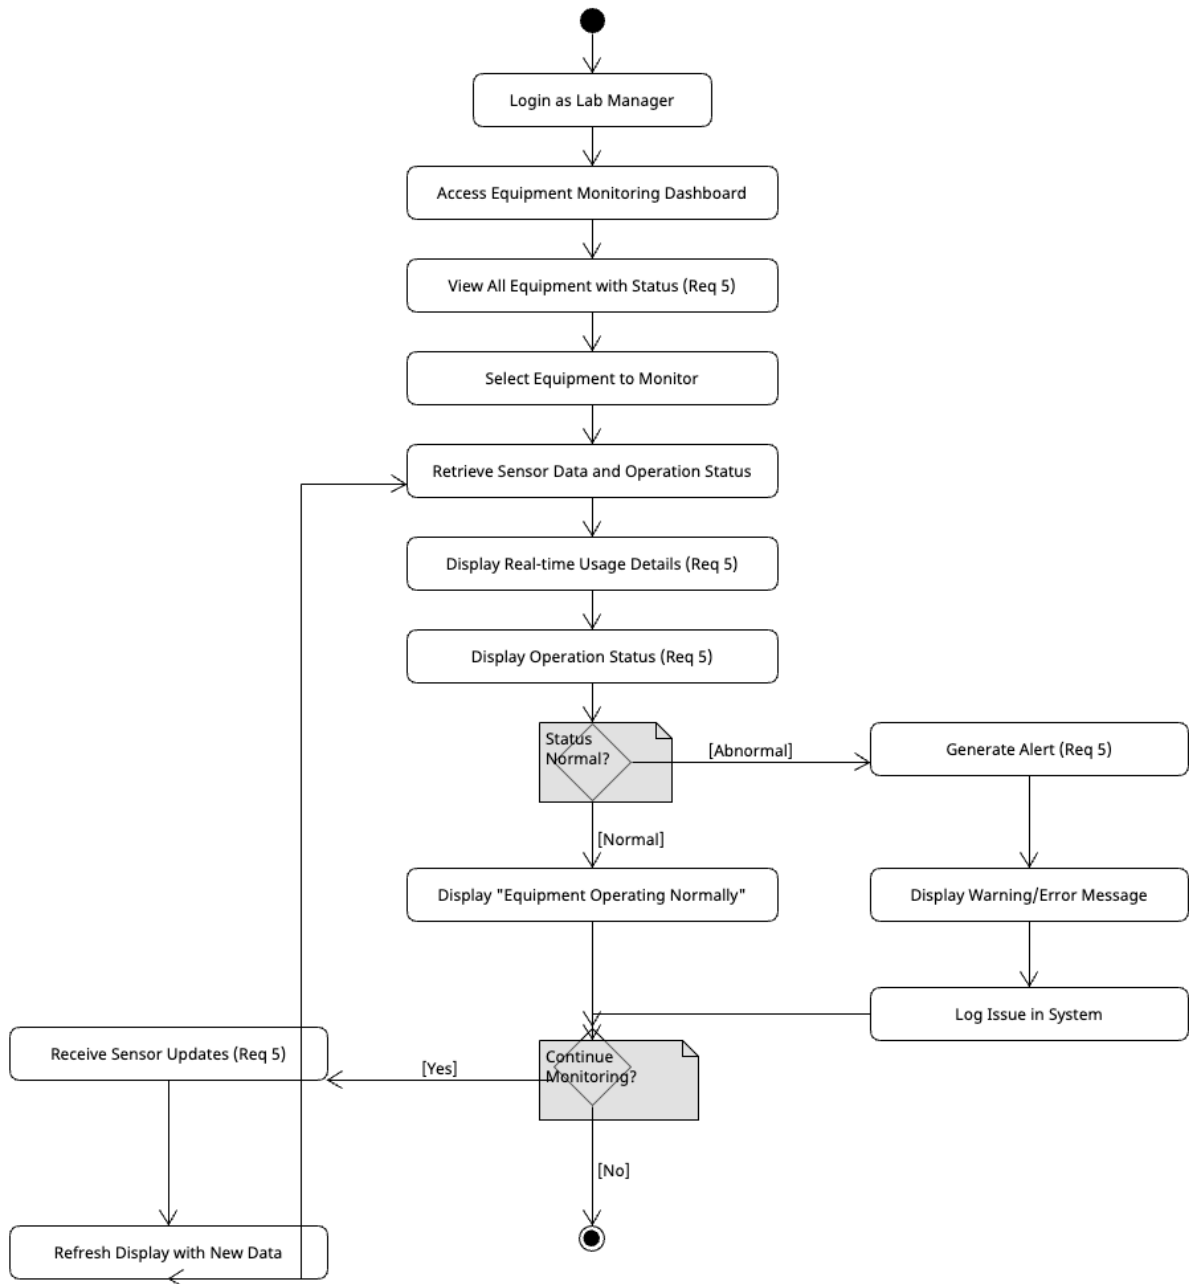 Login as Lab Manager
Access Equipment Monitoring Dashboard
View All Equipment with Status (Req 5)
Select Equipment to Monitor
Retrieve Sensor Data and Operation Status
Display Real-time Usage Details (Req 5)
Display Operation Status (Req 5)
Status
Normal?
[Abnormal]
Generate Alert (Req 5)
[Normal]
Display "Equipment Operating Normally"
Display Warning/Error Message
Log Issue in System
Continue
Monitoring?
[Yes]
Receive Sensor Updates (Req 5)
[No]
Refresh Display with New Data